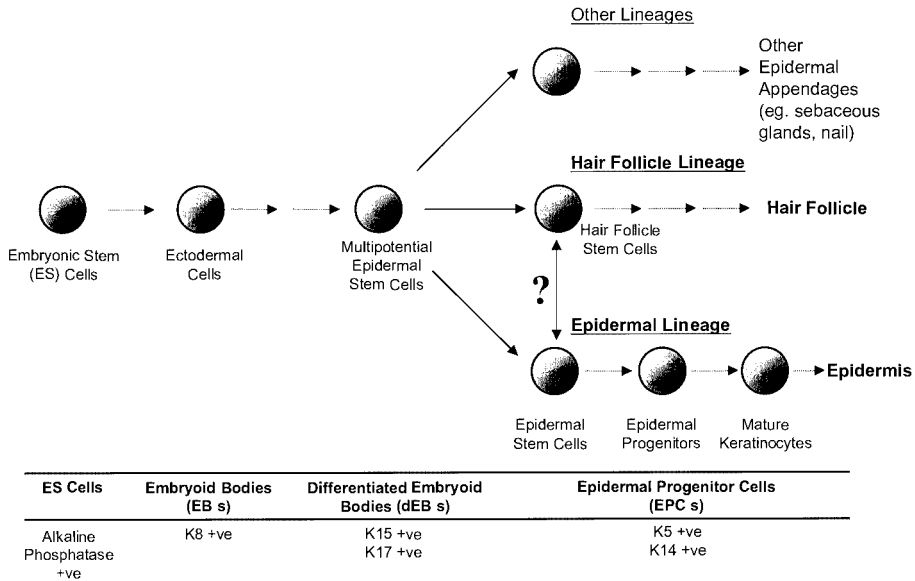 Other Lineages
Other
Epidermal
Appendages
(eg. sebaceous
glands, nail)
Hair Follicle Lineage
Hair Follicle
Hair Follicle
Stem Cells
Embryonic Stem
(ES) Cells
Ectodermal
Cells
Multipotential
Epidermal
Stem Cells
?
Epidermal Lineage
Epidermis
Epidermal
Stem Cells
Epidermal
Progenitors
Mature
Keratinocytes
ES Cells
Embryoid Bodies
(EB s)
Differentiated Embryoid
Bodies (dEB s)
Epidermal Progenitor Cells
(EPC s)
Alkaline
Phosphatase
+ve
K8 +ve
K15 +ve
K17 +ve
K5 +ve
K14 +ve